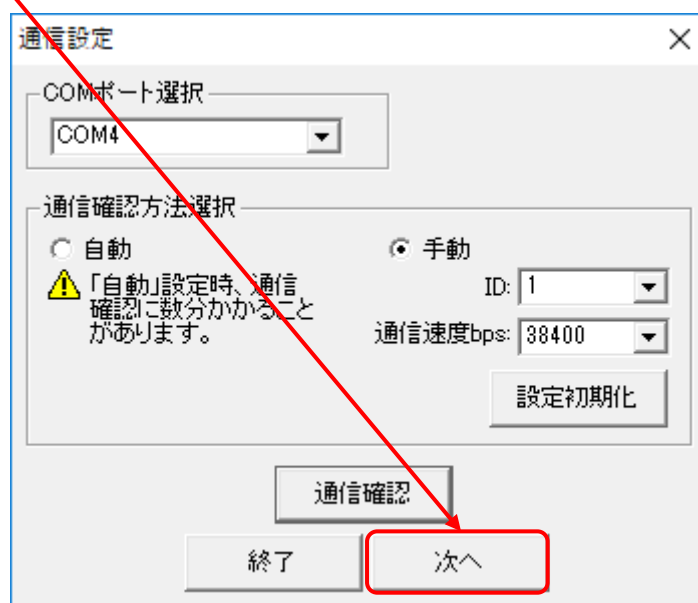 通信設定
COMポート選択
COM4
通信確認方法選択
自動
手動
「自動」設定時、通信
確認に数分かかること
があります。
ID: 1
通信速度bps: 38400
設定初期化
通信確認
終了
次へ